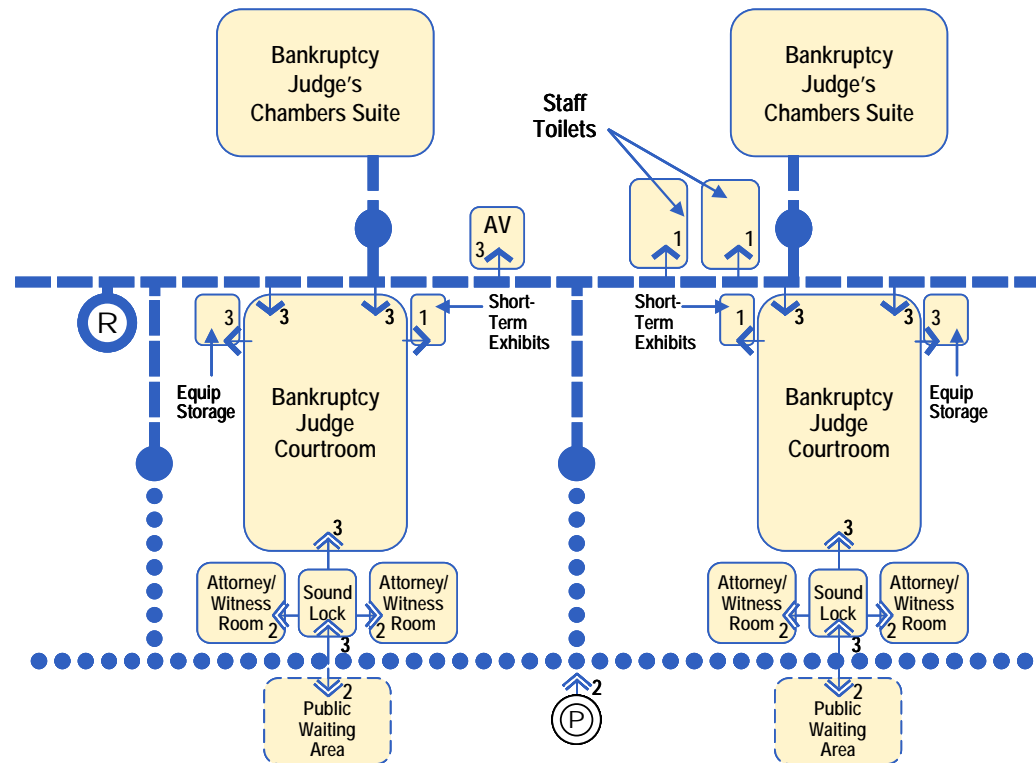 Bankruptcy
Judge's
Chambers Suite
Bankruptcy
Judge's
Chambers Suite
Staff
Toilets
AV
3
1
1
R
3
3
3
1
Short-
Term
Exhibits
Short-
Term
Exhibits
1
3
3
3
Equip
Storage
Equip
Storage
Bankruptcy
Judge
Courtroom
Bankruptcy
Judge
Courtroom
3
3
Attorney/
Witness
Room
2
Sound
Lock
3
Attorney/
Witness
Room
2
Attorney/
Witness
Room
2
Sound
Lock
3
Attorney/
Witness
Room
2
2
Public
Waiting
Area
2
P
2
Public
Waiting
Area